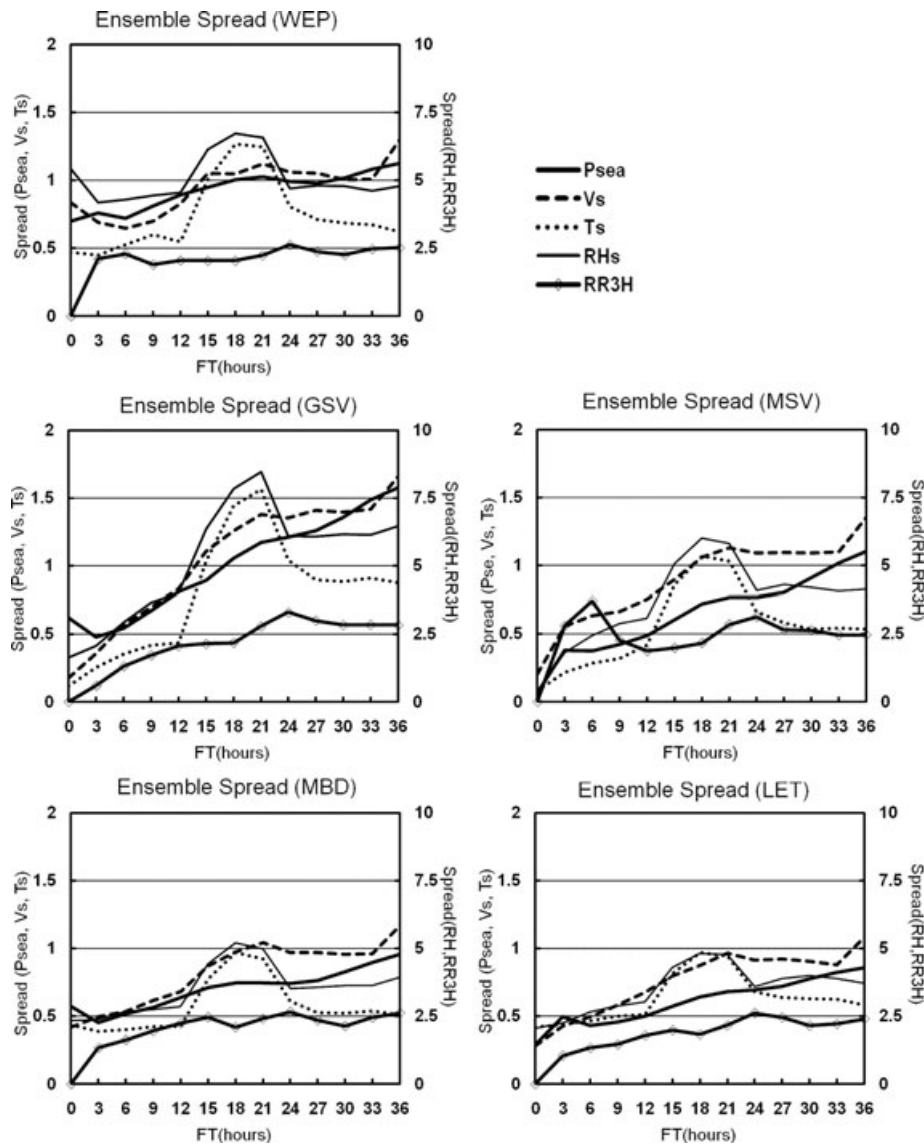 Ensemble Spread (WEP)
2
1.5
1
0.5
0
10
7.5
5
2.5
0
Spread (Psea, Vs, Ts)
Spread(RH,RR3H)
0 3 6 9 12 15 18 21 24 27 30 33 36
FT(hours)
Psea
Vs
Ts
RHs
RR3H
Ensemble Spread (GSV)
2
1.5
1
0.5
0
10
7.5
5
2.5
0
Spread (Psea, Vs, Ts)
Spread(RH,RR3H)
0 3 6 9 12 15 18 21 24 27 30 33 36
FT(hours)
Ensemble Spread (MSV)
2
1.5
1
0.5
0
10
7.5
5
2.5
0
Spread (Pse, Vs, Ts)
Spread(RH,RR3H)
0 3 6 9 12 15 18 21 24 27 30 33 36
FT(hours)
Ensemble Spread (MBD)
2
1.5
1
0.5
0
10
7.5
5
2.5
0
Spread (Psea, Vs, Ts)
Spread(RH,RR3H)
0 3 6 9 12 15 18 21 24 27 30 33 36
FT(hours)
Ensemble Spread (LET)
2
1.5
1
0.5
0
10
7.5
5
2.5
0
Spread (Psea, Vs, Ts)
Spread(RH,RR3H)
0 3 6 9 12 15 18 21 24 27 30 33 36
FT(hours)